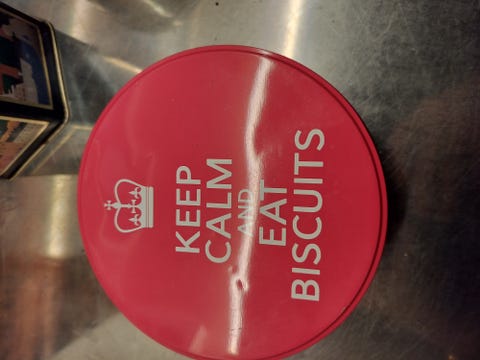 KEEP
CALM
AND
EAT
BISCUITS